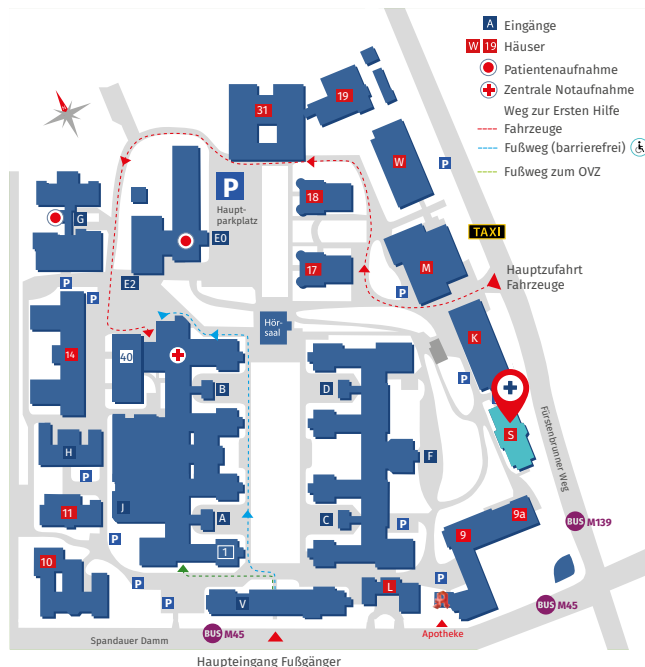 A Eingänge
W 19 Häuser
Patientenaufnahme
Zentrale Notaufnahme
Weg zur Ersten Hilfe
Fahrzeuge
Fußweg (barrierefrei)
Fußweg zum OVZ
31
19
W
P
18
P
Haupt-
parkplatz
G
E0
TAXI
17
M
Hauptzufahrt
Fahrzeuge
E2
P
P
P
Hör-
saal
K
14
40
B
D
P
S
Fürstenbrunner Weg
H
F
P
J
11
A
C
P
9a
BUS M139
9
P
1
10
P
L
P
P
V
BUS M45
Apotheke
Spandauer Damm
BUS M45
Haupteingang Fußgänger